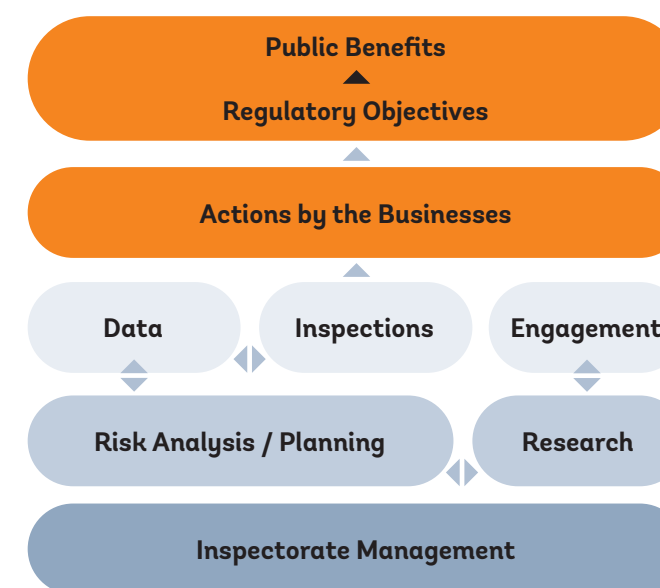 Public Benefits
Regulatory Objectives
Actions by the Businesses
Data
Inspections
Engagement
Risk Analysis / Planning
Research
Inspectorate Management